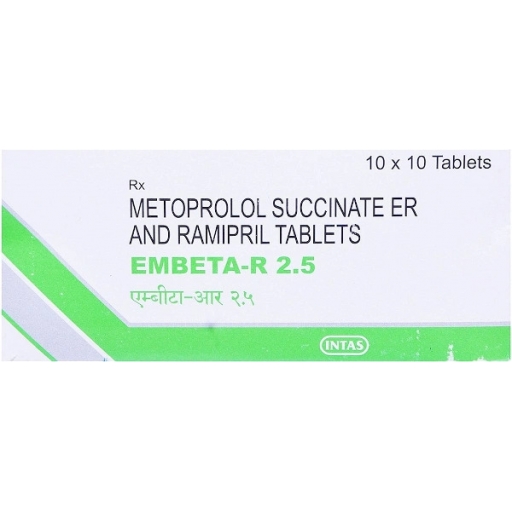 10 x 10 Tablets
Rx
METOPROLOL SUCCINATE ER
AND RAMIPRIL TABLETS
EMBETA-R 2.5
एम्बीटा-आर २.५
INTAS